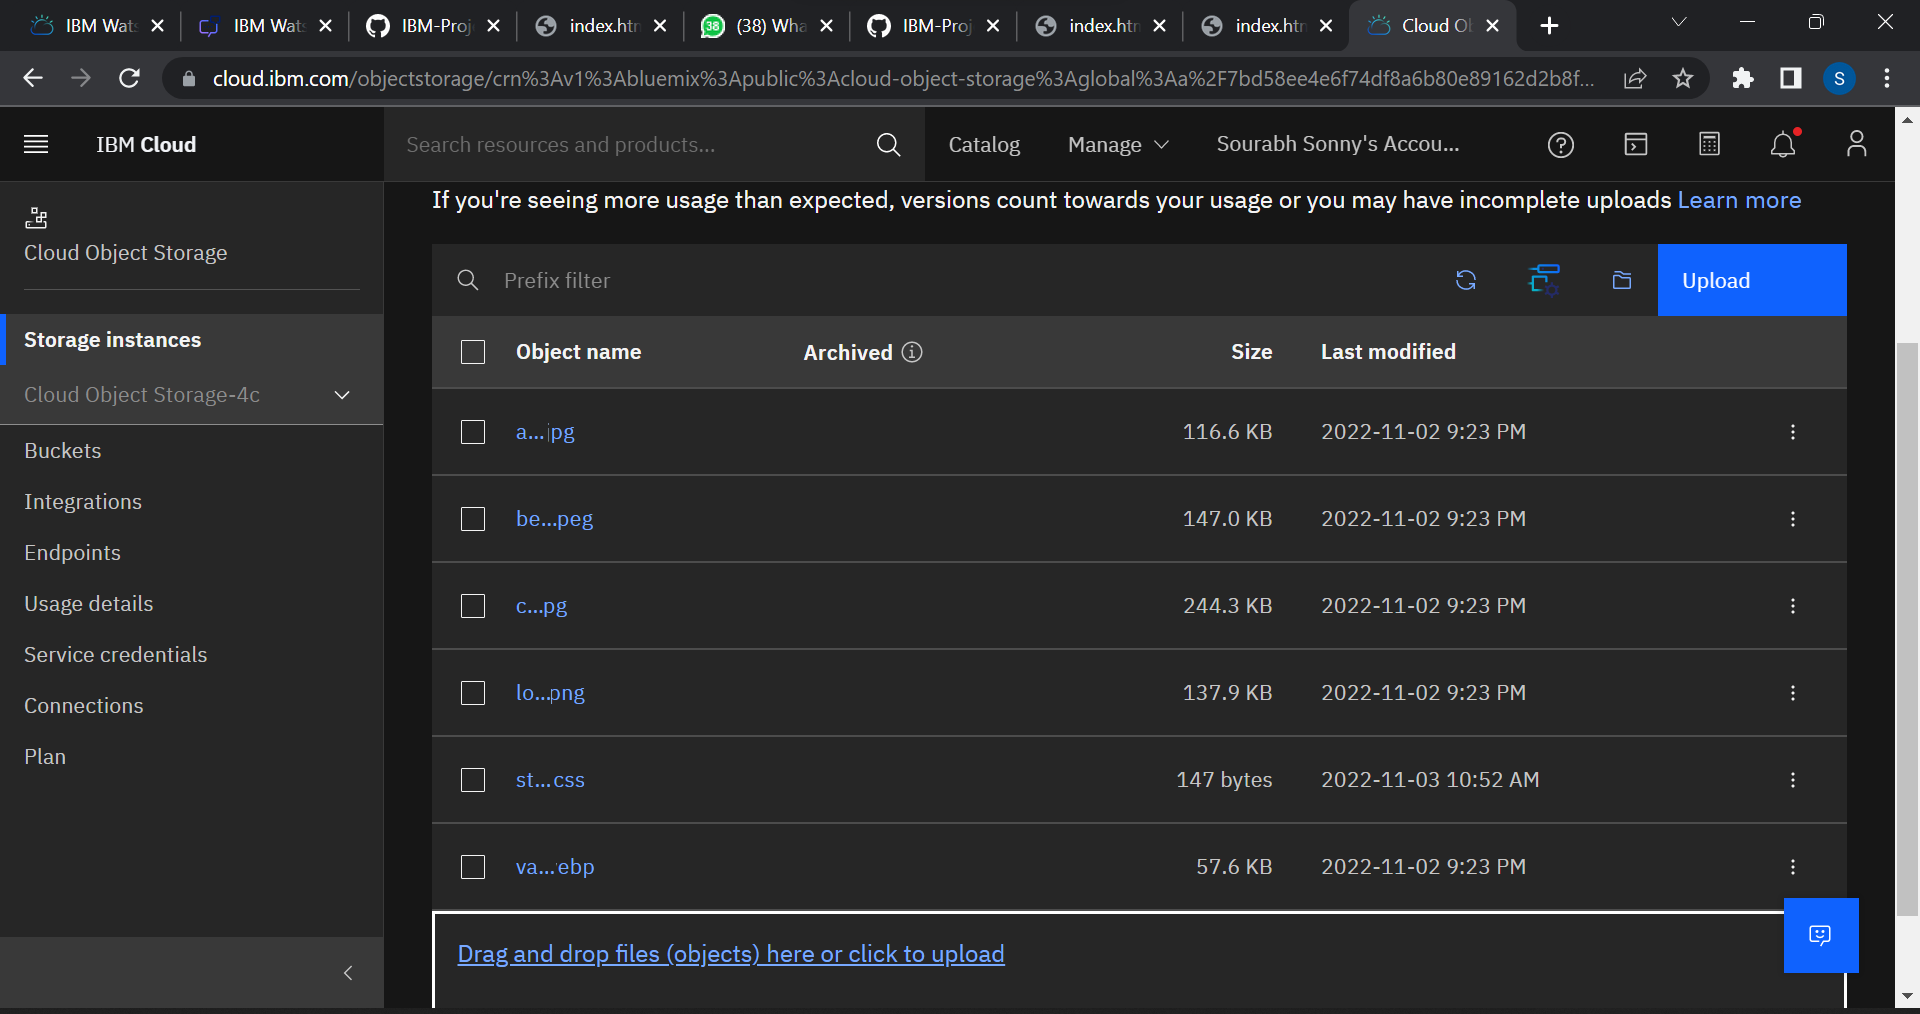 IBM Wat
IBM Wat
IBM-Proj
index.htm
(38) Wha
IBM-Proj
index.htm
index.htm
Cloud Ob
cloud.ibm.com/objectstorage/crn%3Av1%3Abluemix%3Apublic%3Acloud-object-storage%3Aglobal%3Aa%2F7bd58ee4e6f74df8a6b80e89162d2b8f...
S
IBM Cloud
Search resources and products...
Catalog
Manage
Sourabh Sonny's Accou...
Cloud Object Storage
Storage instances
Cloud Object Storage-4c
Buckets
Integrations
Endpoints
Usage details
Service credentials
Connections
Plan
If you're seeing more usage than expected, versions count towards your usage or you may have incomplete uploads Learn more
Prefix filter
Upload
Object name Archived Size Last modified
a...jpg 116.6 KB 2022-11-02 9:23 PM
be...peg 147.0 KB 2022-11-02 9:23 PM
c...pg 244.3 KB 2022-11-02 9:23 PM
lo...png 137.9 KB 2022-11-02 9:23 PM
st...css 147 bytes 2022-11-03 10:52 AM
va...ebp 57.6 KB 2022-11-02 9:23 PM
Drag and drop files (objects) here or click to upload